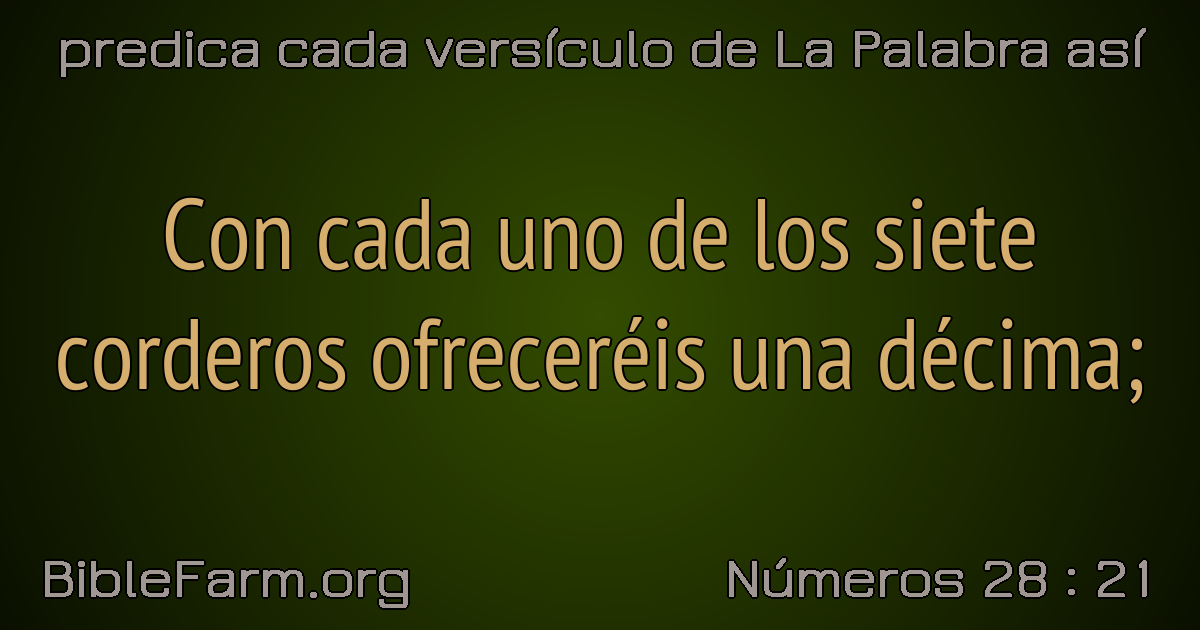 predica cada versículo de La Palabra así
Con cada uno de los siete
corderos ofreceréis una décima;
BibleFarm.org
Números 28 : 21